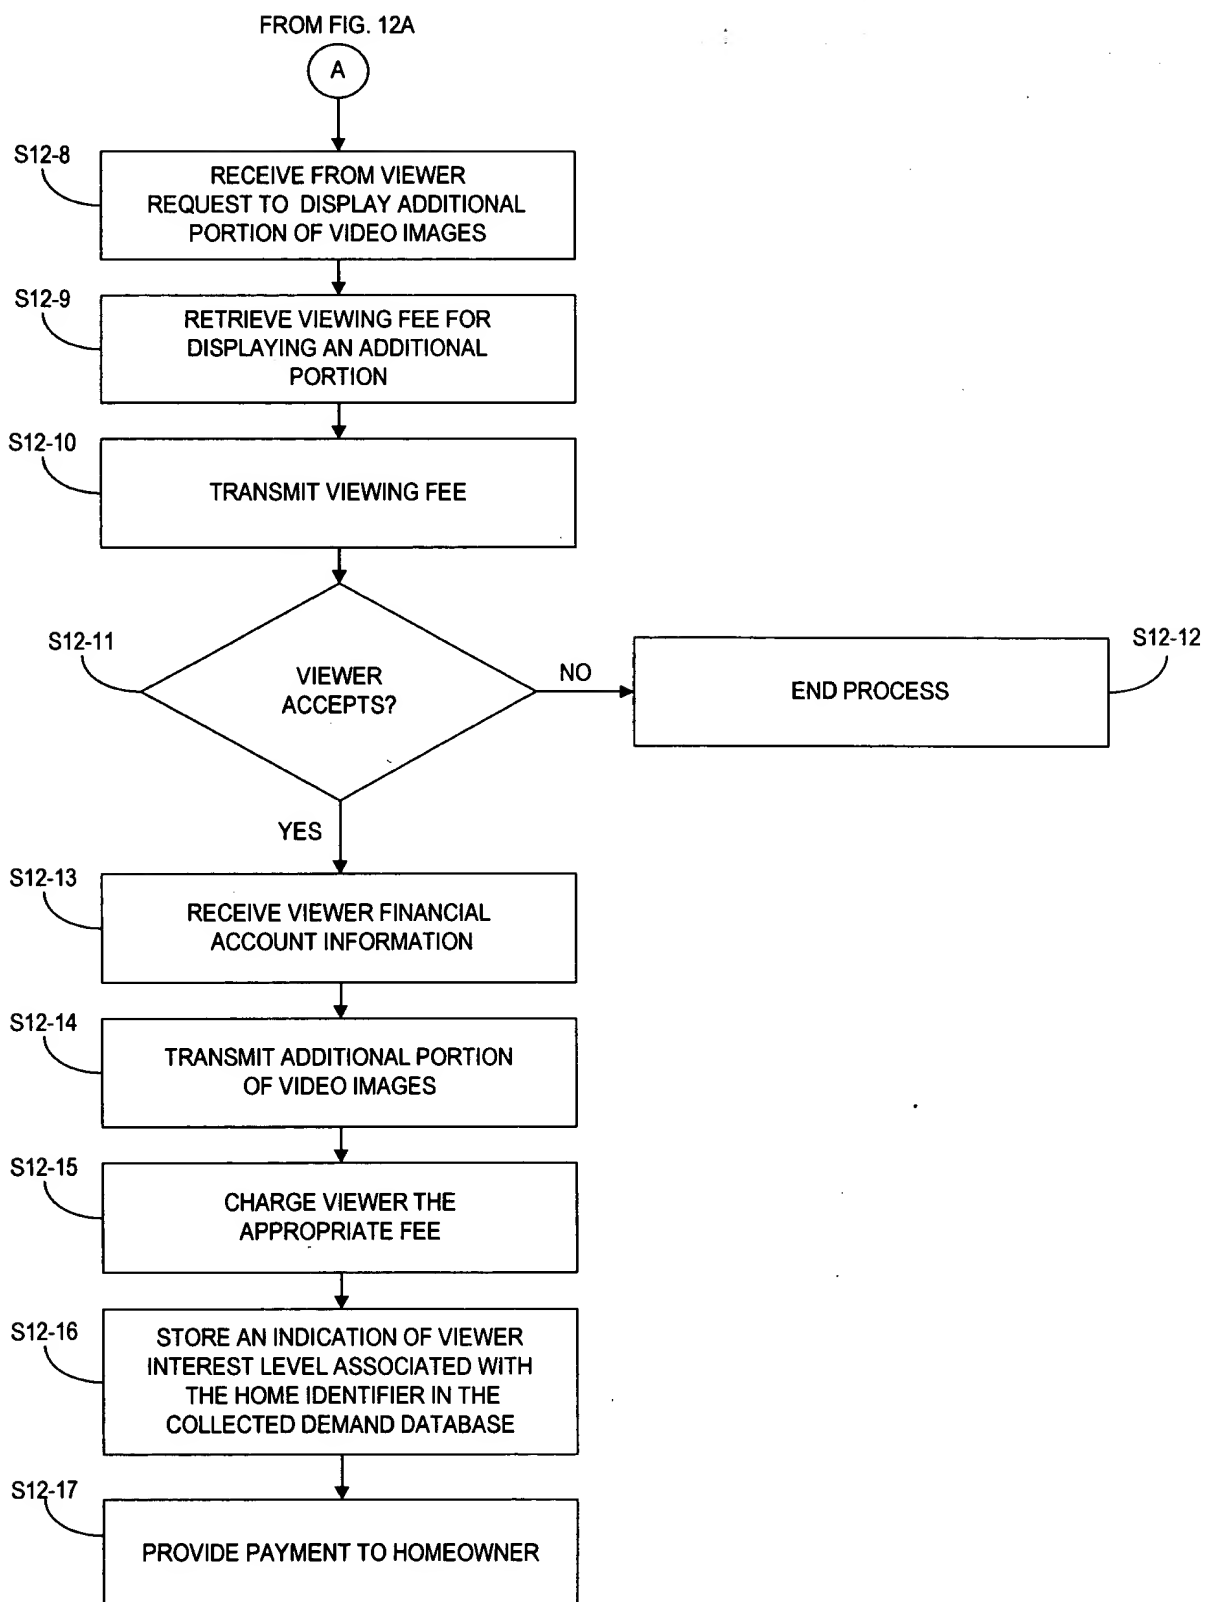 FROM FIG. 12A
A
S12-8
RECEIVE FROM VIEWER
REQUEST TO DISPLAY ADDITIONAL
PORTION OF VIDEO IMAGES
S12-9
RETRIEVE VIEWING FEE FOR
DISPLAYING AN ADDITIONAL
PORTION
S12-10
TRANSMIT VIEWING FEE
S12-11
VIEWER
ACCEPTS?
NO
S12-12
END PROCESS
YES
S12-13
RECEIVE VIEWER FINANCIAL
ACCOUNT INFORMATION
S12-14
TRANSMIT ADDITIONAL PORTION
OF VIDEO IMAGES
S12-15
CHARGE VIEWER THE
APPROPRIATE FEE
S12-16
STORE AN INDICATION OF VIEWER
INTEREST LEVEL ASSOCIATED WITH
THE HOME IDENTIFIER IN THE
COLLECTED DEMAND DATABASE
S12-17
PROVIDE PAYMENT TO HOMEOWNER